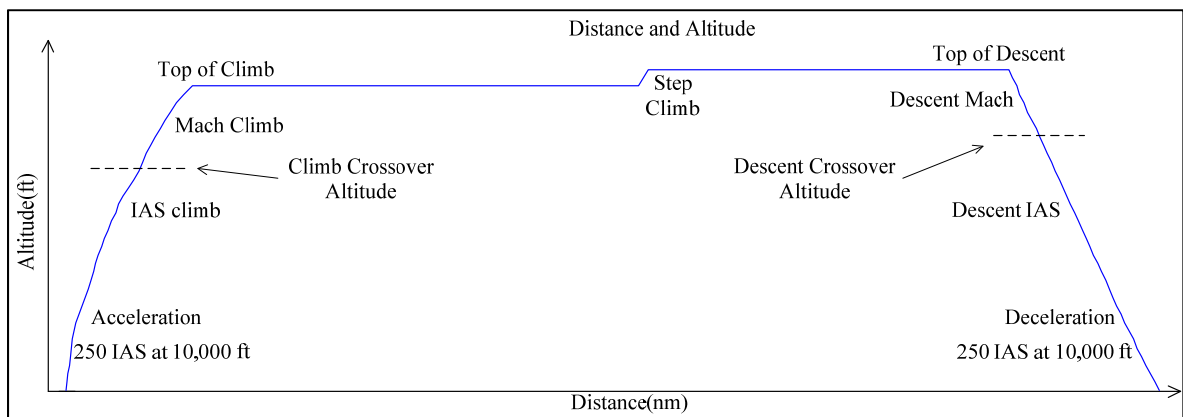 Distance and Altitude
Top of Climb
Top of Descent
Step
Climb
Descent Mach
Mach Climb
Climb Crossover
Altitude
Descent Crossover
Altitude
IAS climb
Descent IAS
Altitude(ft)
Acceleration
250 IAS at 10,000 ft
Deceleration
250 IAS at 10,000 ft
Distance(nm)